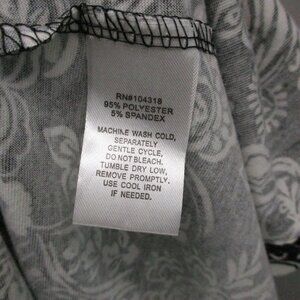 RN#104318
95% POLYESTER
5% SPANDEX
MACHINE WASH COLD,
SEPARATELY
GENTLE CYCLE,
DO NOT BLEACH.
TUMBLE DRY LOW,
REMOVE PROMPTLY.
USE COOL IRON
IF NEEDED.